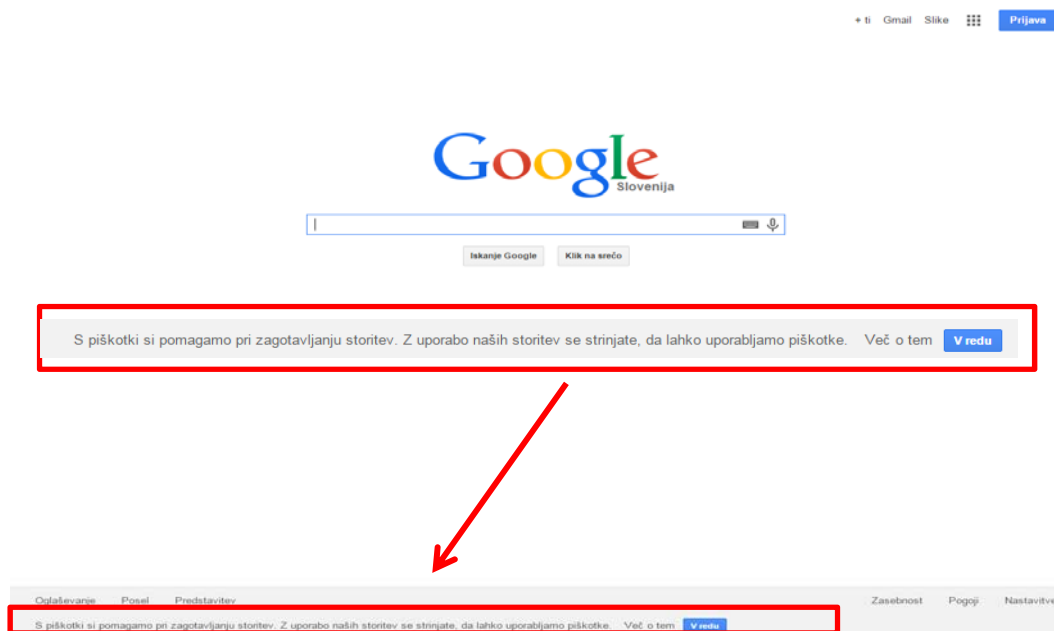 + ti Gmail Slike Prijava
Google
Slovenija
Iskanje Google Klik na srečo
S piškotki si pomagamo pri zagotavljanju storitev. Z uporabo naših storitev se strinjate, da lahko uporabljamo piškotke. Več o tem V redu
Oglaševanje Posel Predstavitev Zasebnost Pogoji Nastavitve
S piškotki si pomagamo pri zagotavljanju storitev. Z uporabo naših storitev se strinjate, da lahko uporabljamo piškotke. Več o tem V redu